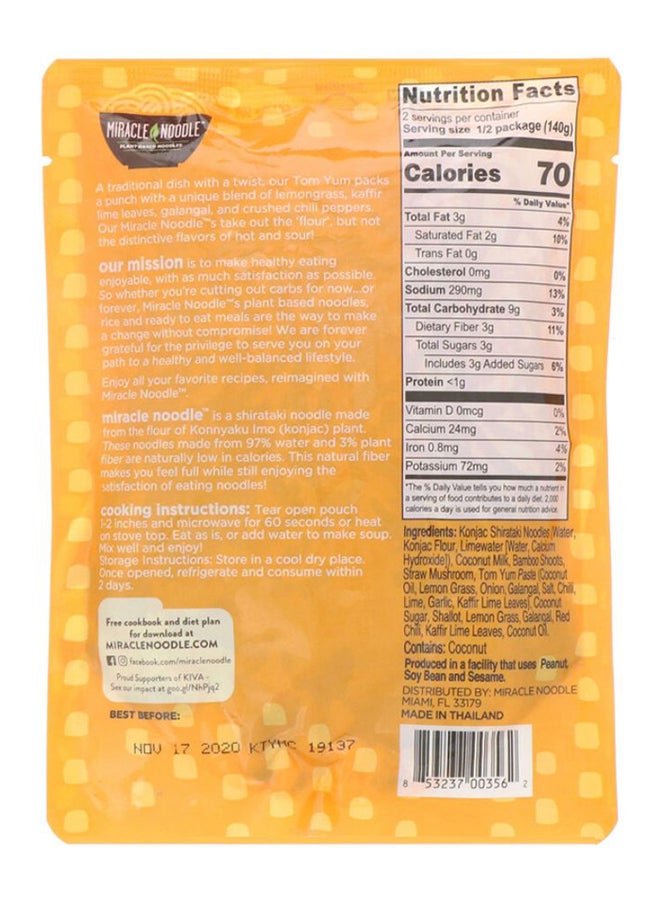 MIRACLE NOODLE™
PLANT BASED NOODLES
A traditional dish with a twist, our Tom Yum packs
a punch with a unique blend of lemongrass, kaffir
lime leaves, galangal, and crushed chili peppers.
Our Miracle Noodle™s take out the 'flour', but not
the distinctive flavors of hot and sour!
our mission is to make healthy eating
enjoyable, with as much satisfaction as possible.
So whether you're cutting out carbs for now...or
forever, Miracle Noodle™s plant based noodles,
rice and ready to eat meals are the way to make
a change without compromise! We are forever
grateful for the privilege to serve you on your
path to a healthy and well-balanced lifestyle.
Enjoy all your favorite recipes, reimagined with
Miracle Noodle™.
miracle noodle™ is a shirataki noodle made
from the flour of Konnyaku Imo (konjac) plant.
These noodles made from 97% water and 3% plant
fiber are naturally low in calories. This natural fiber
makes you feel full while still enjoying the
satisfaction of eating noodles!
cooking instructions: Tear open pouch
1-2 inches and microwave for 60 seconds or heat
on stove top. Eat as is, or add water to make soup.
Mix well and enjoy!
Storage Instructions: Store in a cool dry place.
Once opened, refrigerate and consume within
2 days.
Free cookbook and diet plan
for download at
MIRACLENOODLE.COM
facebook.com/miraclenoodle
Proud Supporters of KIVA -
See our impact at goo.gl/NhPjq2
BEST BEFORE:
NOV 17 2020 KTYMC 19137
Nutrition Facts
2 servings per container
Serving size 1/2 package (140g)
Amount Per Serving
Calories 70
% Daily Value*
Total Fat 3g 4%
Saturated Fat 2g 10%
Trans Fat 0g
Cholesterol 0mg 0%
Sodium 290mg 13%
Total Carbohydrate 9g 3%
Dietary Fiber 3g 11%
Total Sugars 3g
Includes 3g Added Sugars 6%
Protein <1g
Vitamin D 0mcg 0%
Calcium 24mg 2%
Iron 0.8mg 4%
Potassium 72mg 2%
*The % Daily Value tells you how much a nutrient in
a serving of food contributes to a daily diet. 2,000
calories a day is used for general nutrition advice.
Ingredients: Konjac Shirataki Noodles [Water,
Konjac Flour, Limewater (Water, Calcium
Hydroxide)], Coconut Milk, Bamboo Shoots,
Straw Mushroom, Tom Yum Paste (Coconut
Oil, Lemon Grass, Onion, Galangal, Salt, Chili,
Lime, Garlic, Kaffir Lime Leaves), Coconut
Sugar, Shallot, Lemon Grass, Galangal, Red
Chili, Kaffir Lime Leaves, Coconut Oil.
Contains: Coconut
Produced in a facility that uses Peanut,
Soy Bean and Sesame.
DISTRIBUTED BY: MIRACLE NOODLE
MIAMI, FL 33179
MADE IN THAILAND
8 53237 00356 2